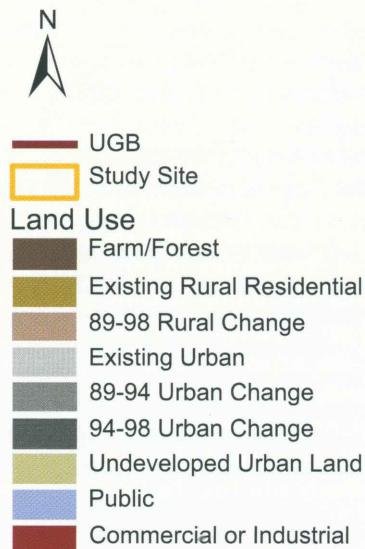 N
UGB
Study Site
Land Use
Farm/Forest
Existing Rural Residential
89-98 Rural Change
Existing Urban
89-94 Urban Change
94-98 Urban Change
Undeveloped Urban Land
Public
Commercial or Industrial